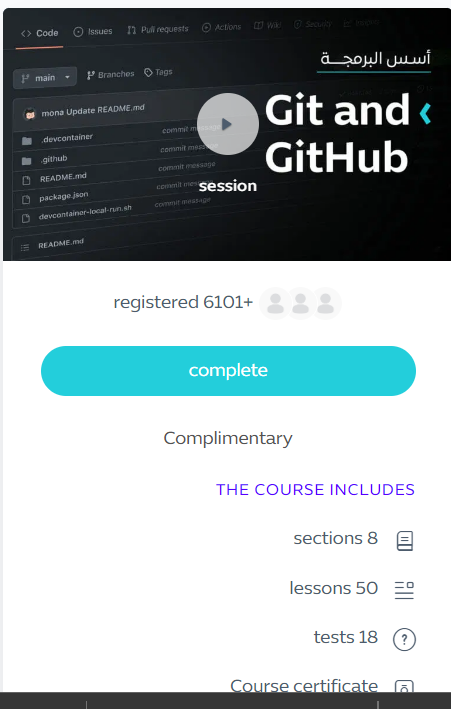 Code Issues Pull requests Actions Wiki Security Insights
أسس البرمجة
main Branches Tags
Git and
GitHub
mona Update README.md
.devcontainer commit message
.github commit message
README.md commit message
package.json commit message
devcontainer-local-run.sh commit message
README.md
session
registered 6101+
complete
Complimentary
THE COURSE INCLUDES
sections 8
lessons 50
tests 18
?
Course certificate